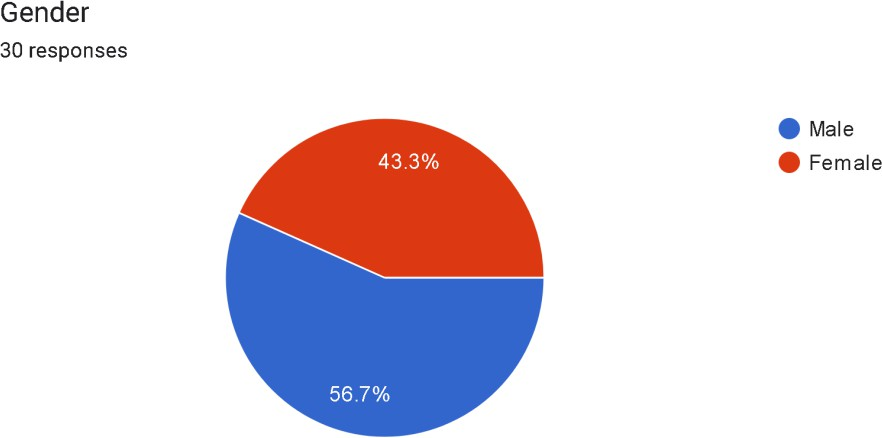 Gender
30 responses
Male
Female
43.3%
56.7%